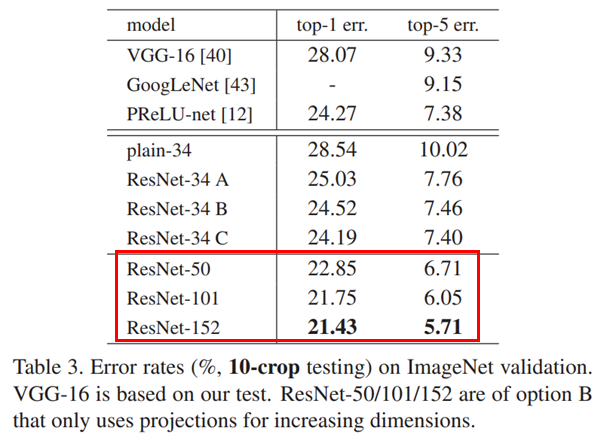 model top-1 err. top-5 err.
VGG-16 [40] 28.07 9.33
GoogLeNet [43] - 9.15
PReLU-net [12] 24.27 7.38
plain-34 28.54 10.02
ResNet-34 A 25.03 7.76
ResNet-34 B 24.52 7.46
ResNet-34 C 24.19 7.40
ResNet-50 22.85 6.71
ResNet-101 21.75 6.05
ResNet-152 21.43 5.71
Table 3. Error rates (%, 10-crop testing) on ImageNet validation.
VGG-16 is based on our test. ResNet-50/101/152 are of option B
that only uses projections for increasing dimensions.